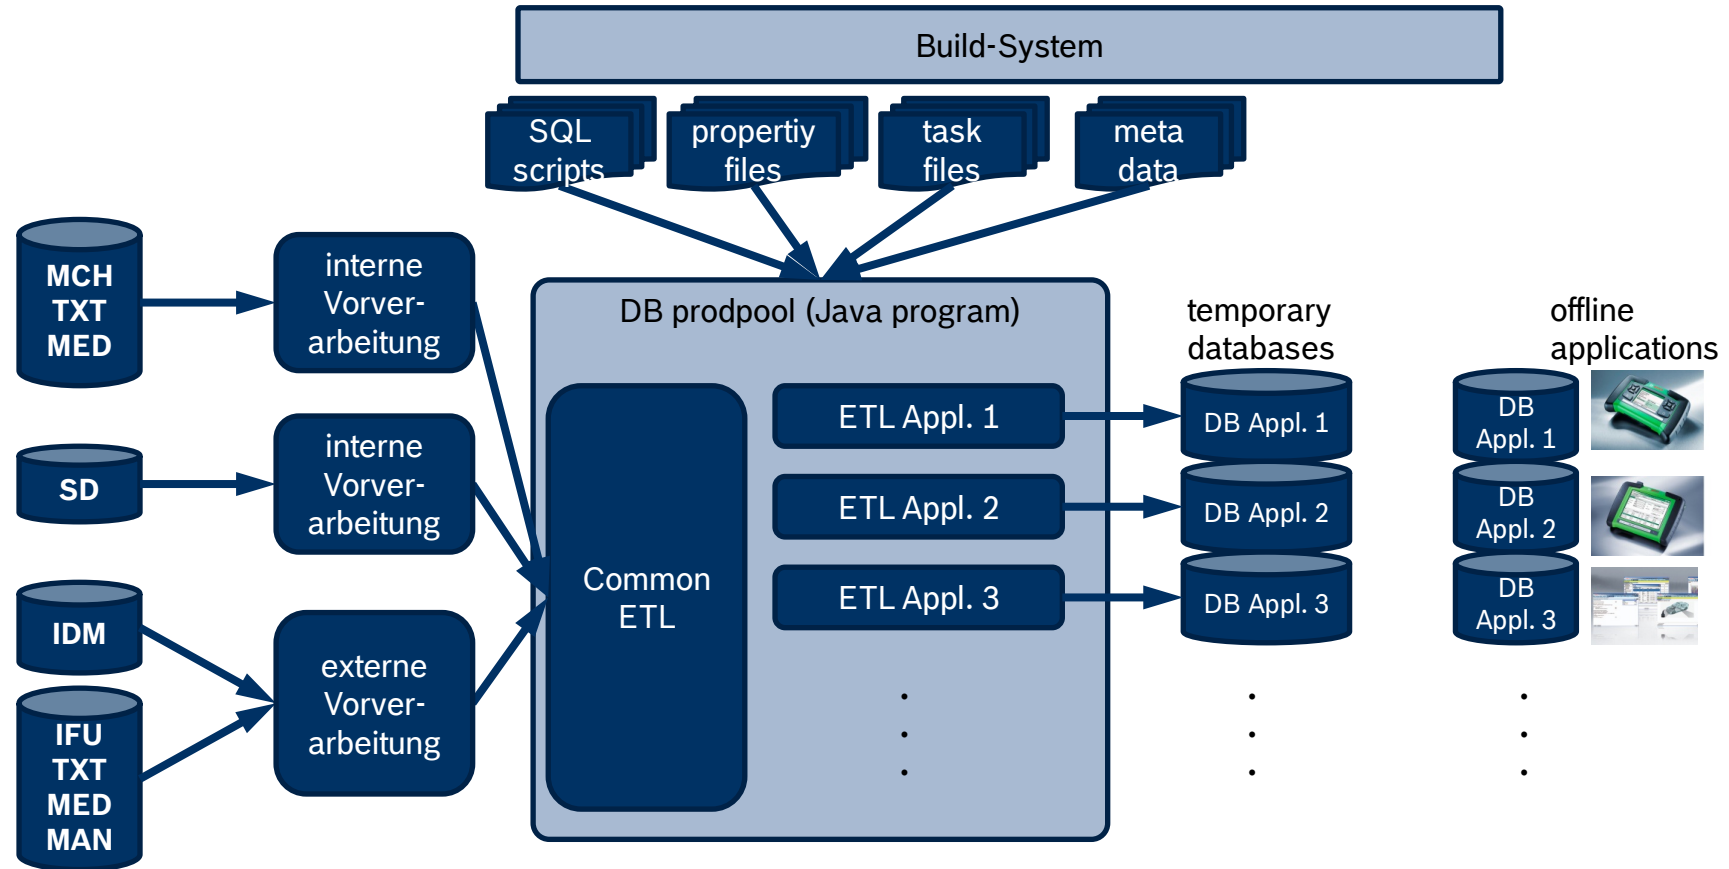 Build-System
SQL
scripts
propertiy
files
task
files
meta
data
MCH
TXT
MED
interne
Vorver-
arbeitung
SD
interne
Vorver-
arbeitung
IDM
IFU
TXT
MED
MAN
externe
Vorver-
arbeitung
DB prodpool (Java program)
Common
ETL
ETL Appl. 1
ETL Appl. 2
ETL Appl. 3
temporary
databases
DB Appl. 1
DB Appl. 2
DB Appl. 3
offline
applications
DB
Appl. 1
DB
Appl. 2
DB
Appl. 3